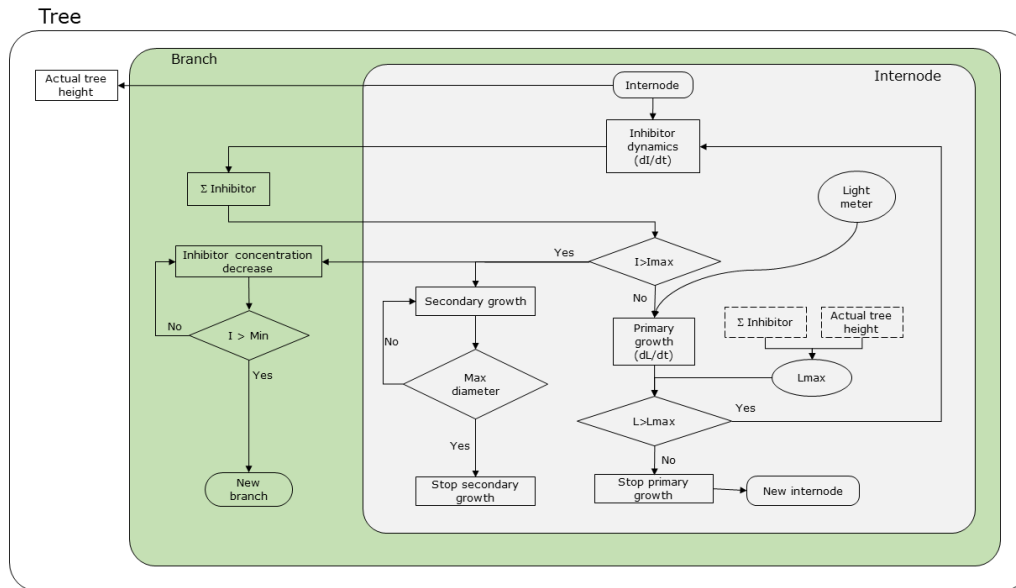 Tree
Branch
Internode
Actual tree
height
Internode
Inhibitor
dynamics
(dI/dt)
Σ Inhibitor
Light
meter
Inhibitor concentration
decrease
Yes
I>Imax
No
Secondary growth
Primary
growth
(dL/dt)
Σ Inhibitor
Actual tree
height
No
I > Min
Yes
No
Max
diameter
Lmax
L>Lmax
Yes
Yes
No
New
branch
Stop secondary
growth
Stop primary
growth
New internode